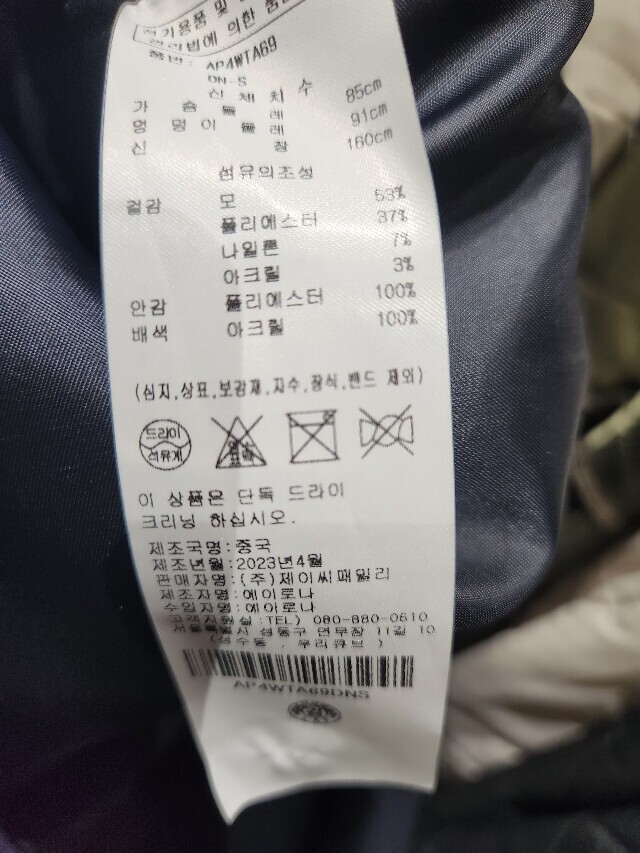 전기용품 및
관리법에 의한
품번: AP4WTA69
DN-S
신 체 치 수
가 슴 둘 레 85cm
엉 덩 이 둘 레 91cm
신 장 160cm
섬유의조성
겉감 모 53%
폴리에스터 37%
나일론 7%
아크릴 3%
안감 폴리에스터 100%
배색 아크릴 100%
(심지,상표,보강재,자수,장식,밴드 제외)
드라이
석유계
이 상품은 단독 드라이
크리닝 하십시오.
제조국명:중국
제조년월:2023년4월
판매자명:(주)제이씨패밀리
제조자명:에이로나
수입자명:에이로나
고객지원실:TEL) 080-880-0610
서울특별시 성동구 연무장 11길 10
(성수동, 우리큐브)
AP4WTA69DNS